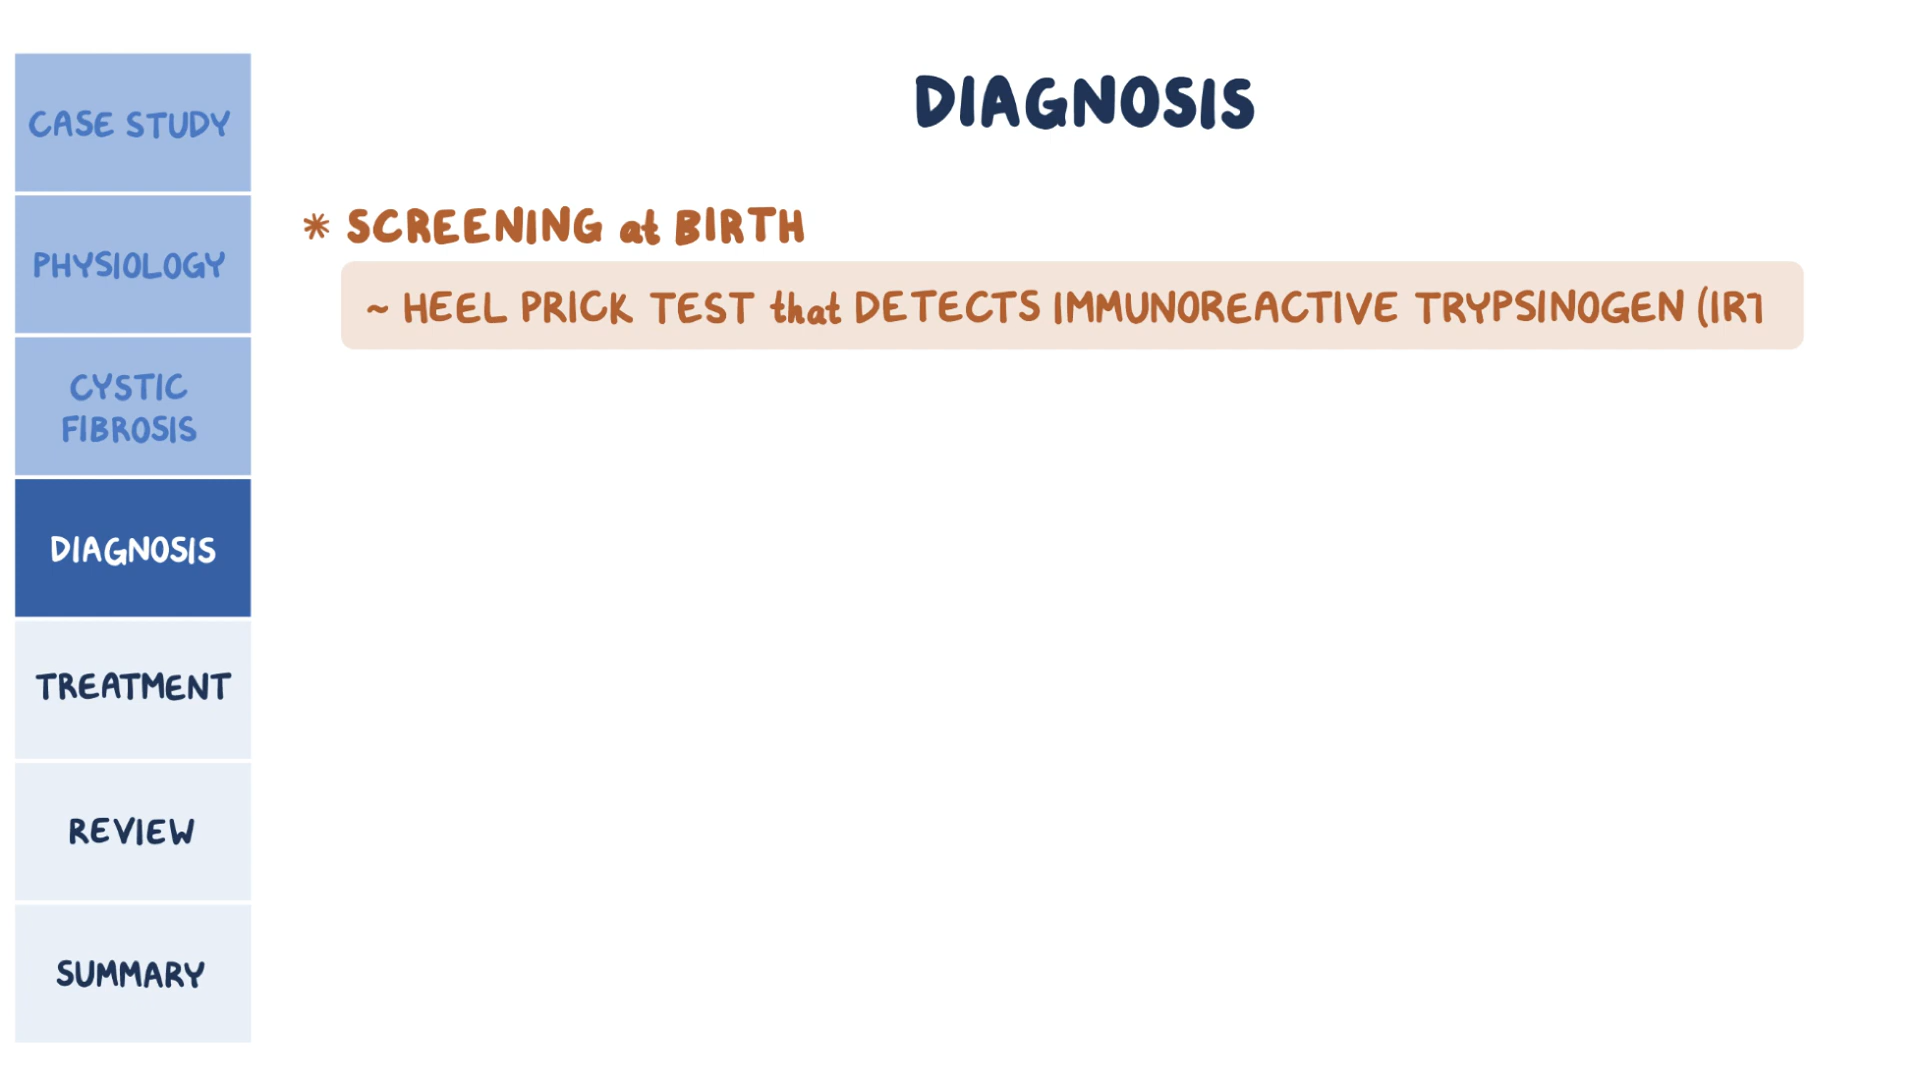 DIAGNOSIS
* SCREENING at BIRTH
~ HEEL PRICK TEST that DETECTS IMMUNOREACTIVE TRYPSINOGEN (IRT
CASE STUDY
PHYSIOLOGY
CYSTIC
FIBROSIS
DIAGNOSIS
TREATMENT
REVIEW
SUMMARY